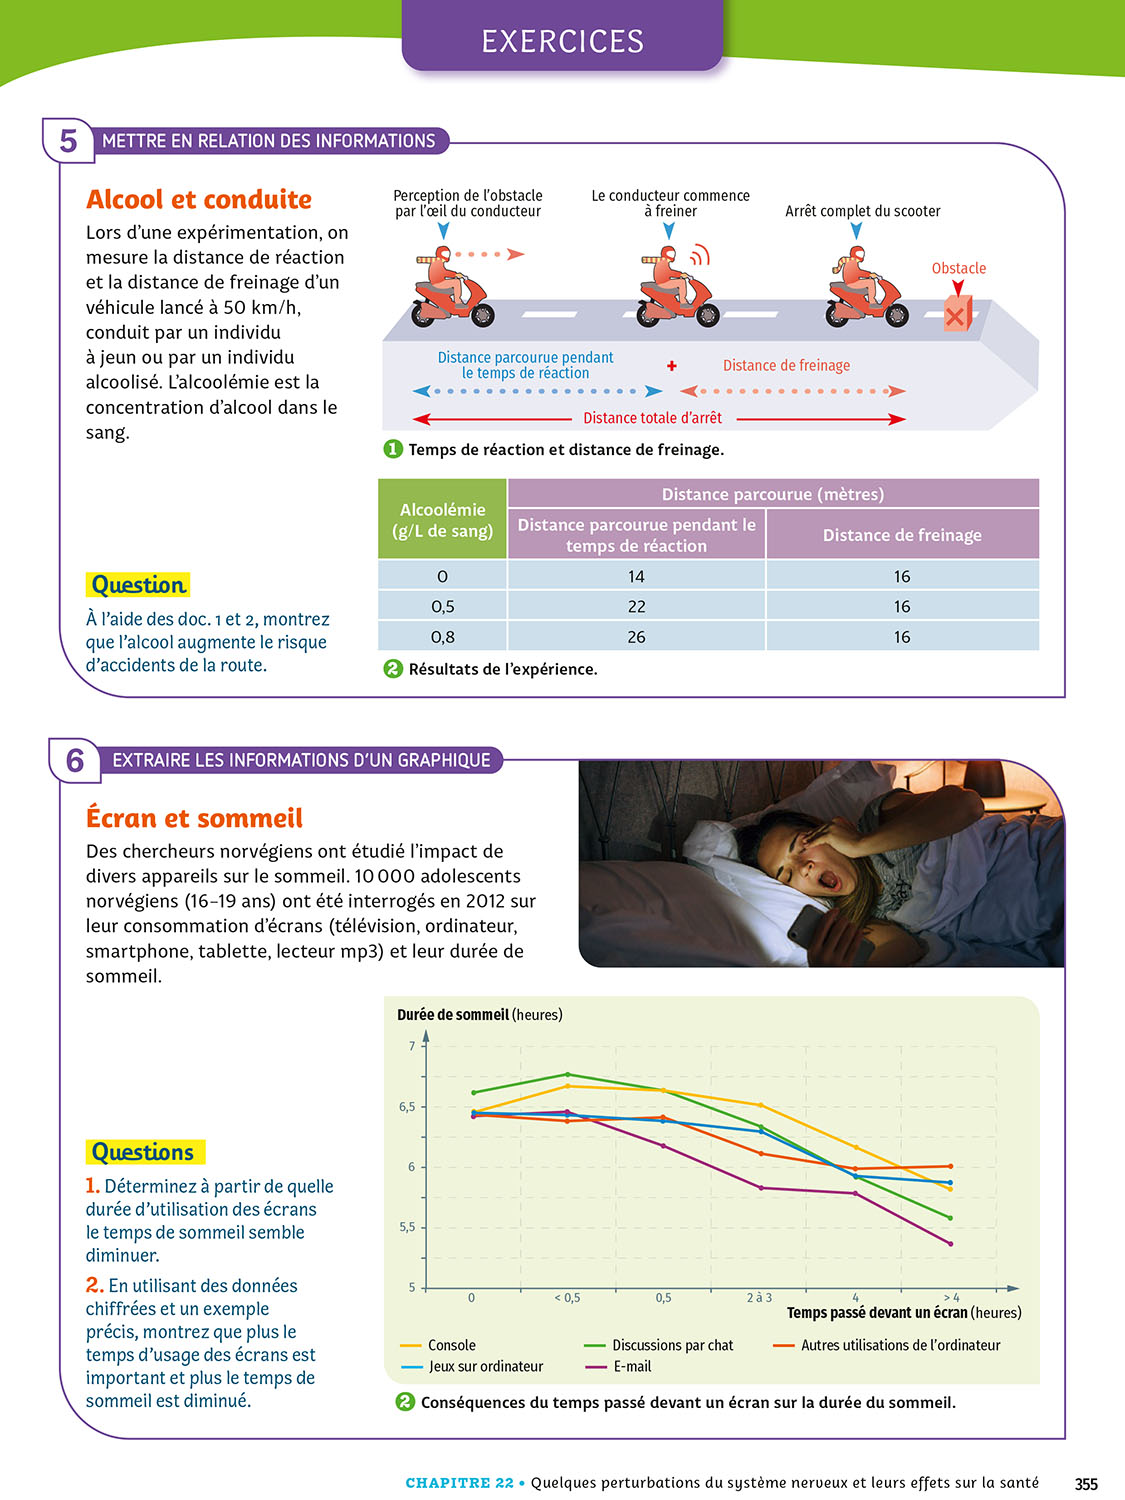 EXERCICES
5 METTRE EN RELATION DES INFORMATIONS
Alcool et conduite
Lors d'une expérimentation, on
mesure la distance de réaction
et la distance de freinage d'un
véhicule lancé à 50 km/h,
conduit par un individu
à jeun ou par un individu
alcoolisé. L'alcoolémie est la
concentration d'alcool dans le
sang.
Question
À l'aide des doc. 1 et 2, montrez
que l'alcool augmente le risque
d'accidents de la route.
Perception de l'obstacle
par l'œil du conducteur
Le conducteur commence
à freiner
Arrêt complet du scooter
Obstacle
Distance parcourue pendant
le temps de réaction
+
Distance de freinage
Distance totale d'arrêt
1 Temps de réaction et distance de freinage.
Alcoolémie
(g/L de sang)
Distance parcourue (mètres)
Distance parcourue pendant le
temps de réaction
Distance de freinage
0 14 16
0,5 22 16
0,8 26 16
2 Résultats de l'expérience.
6 EXTRAIRE LES INFORMATIONS D'UN GRAPHIQUE
Écran et sommeil
Des chercheurs norvégiens ont étudié l'impact de
divers appareils sur le sommeil. 10 000 adolescents
norvégiens (16-19 ans) ont été interrogés en 2012 sur
leur consommation d'écrans (télévision, ordinateur,
smartphone, tablette, lecteur mp3) et leur durée de
sommeil.
Questions
1. Déterminez à partir de quelle
durée d'utilisation des écrans
le temps de sommeil semble
diminuer.
2. En utilisant des données
chiffrées et un exemple
précis, montrez que plus le
temps d'usage des écrans est
important et plus le temps de
sommeil est diminué.
Durée de sommeil (heures)
7
6,5
6
5,5
5
0 < 0,5 0,5 2 à 3 4 > 4
Temps passé devant un écran (heures)
Console Discussions par chat Autres utilisations de l'ordinateur
Jeux sur ordinateur E-mail
2 Conséquences du temps passé devant un écran sur la durée du sommeil.
CHAPITRE 22 • Quelques perturbations du système nerveux et leurs effets sur la santé 355